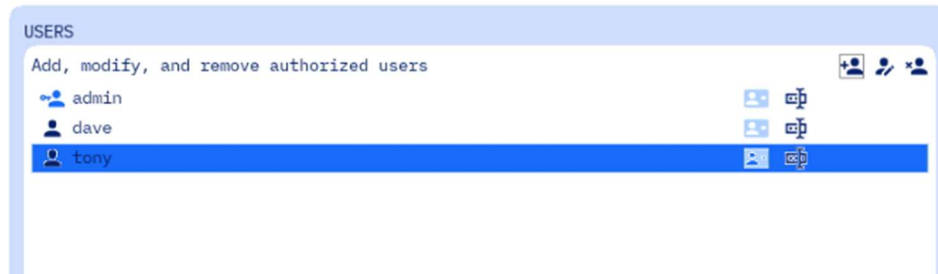 USERS
Add, modify, and remove authorized users
admin
dave
tony